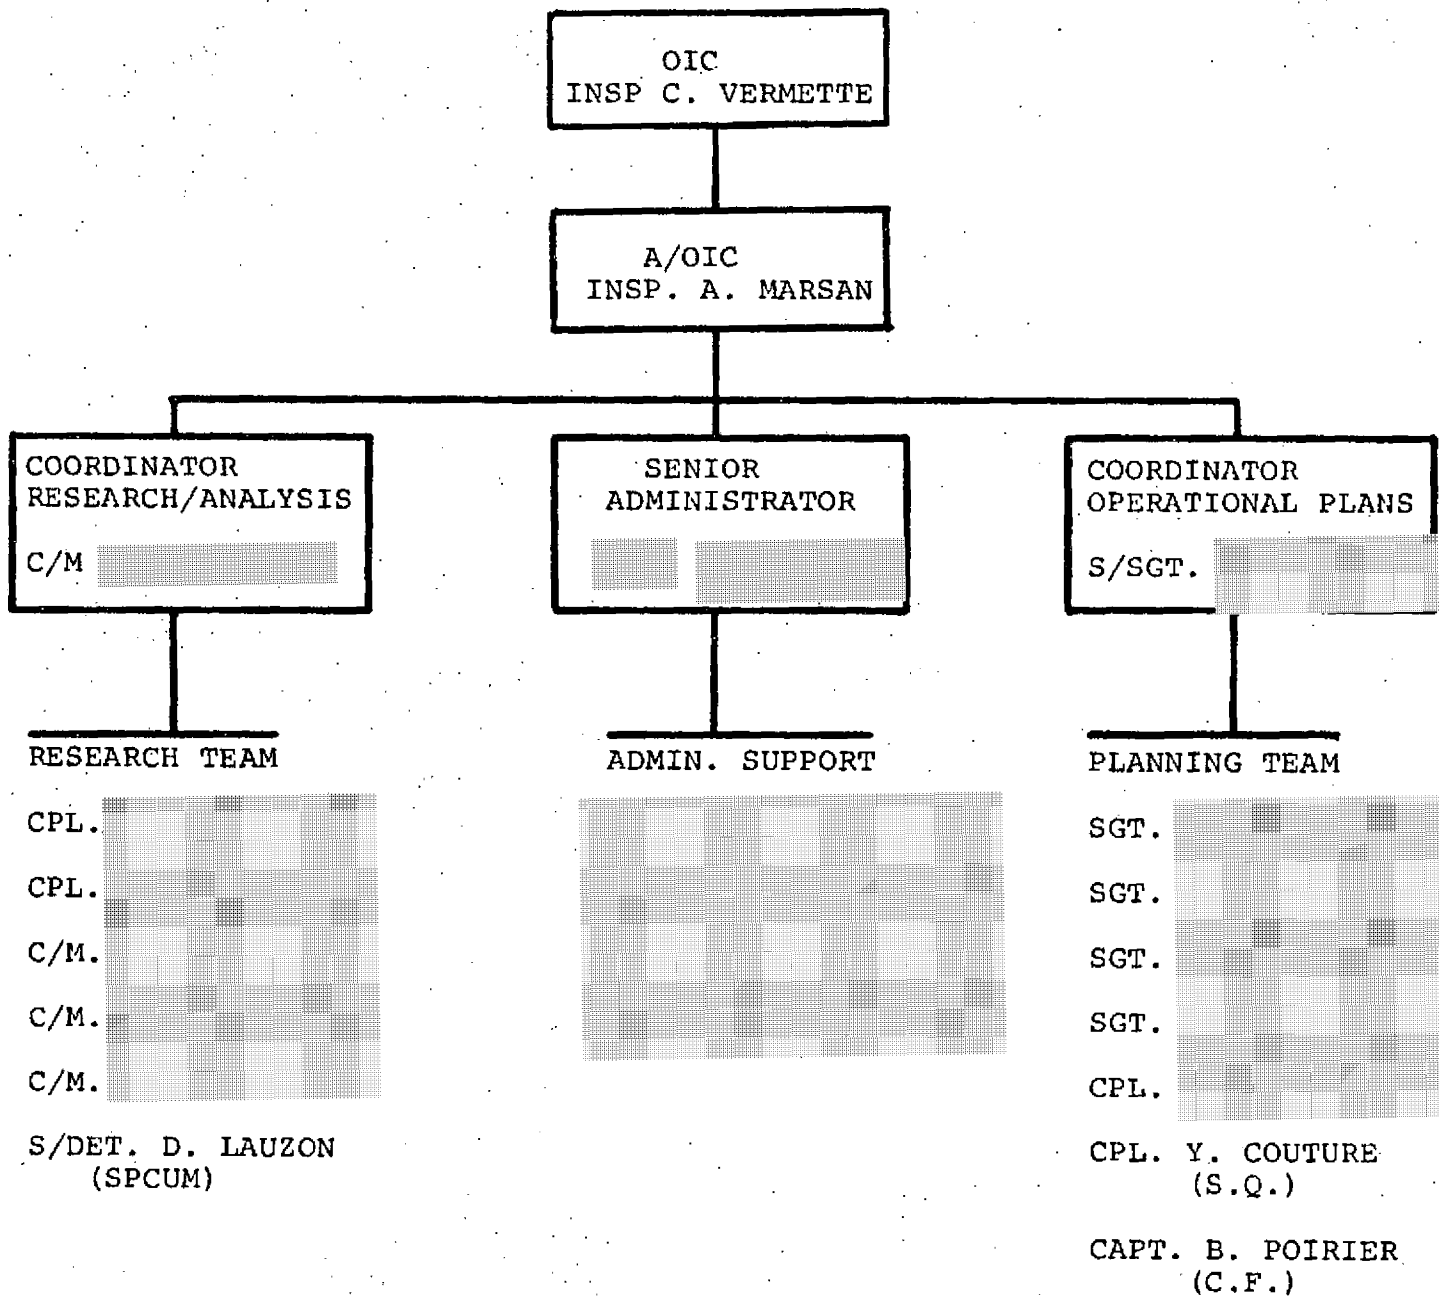 OIC
INSP C. VERMETTE
A/OIC
INSP. A. MARSAN
COORDINATOR
RESEARCH/ANALYSIS
C/M
SENIOR
ADMINISTRATOR
COORDINATOR
OPERATIONAL PLANS
S/SGT.
RESEARCH TEAM
CPL.
CPL.
C/M.
C/M.
C/M.
S/DET. D. LAUZON
(SPCUM)
ADMIN. SUPPORT
PLANNING TEAM
SGT.
SGT.
SGT.
SGT.
CPL.
CPL. Y. COUTURE
(S.Q.)
CAPT. B. POIRIER
(C.F.)